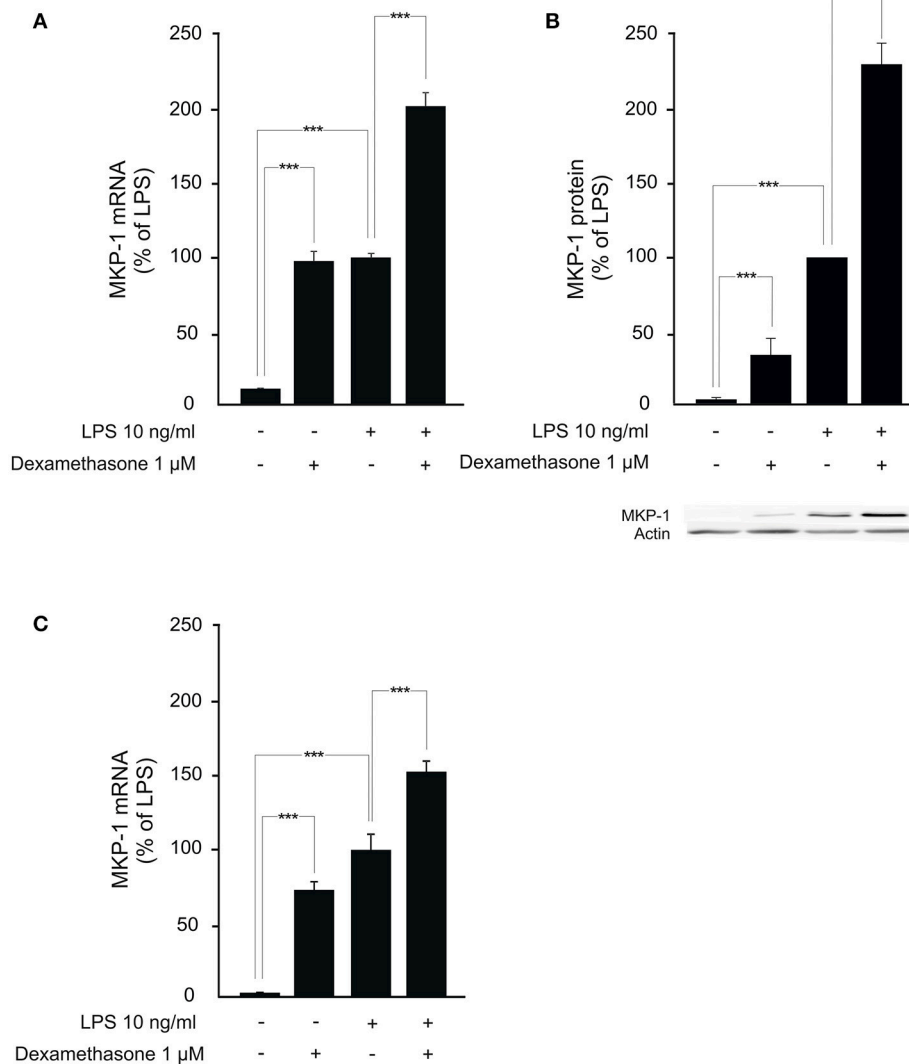 A
250
200
150
100
50
0
MKP-1 mRNA
(% of LPS)
***
***
***
LPS 10 ng/ml - - + +
Dexamethasone 1 µM - + - +
B
250
200
150
100
50
0
MKP-1 protein
(% of LPS)
***
***
LPS 10 ng/ml - - + +
Dexamethasone 1 µM - + - +
MKP-1
Actin
C
250
200
150
100
50
0
MKP-1 mRNA
(% of LPS)
***
***
***
LPS 10 ng/ml - - + +
Dexamethasone 1 µM - + - +